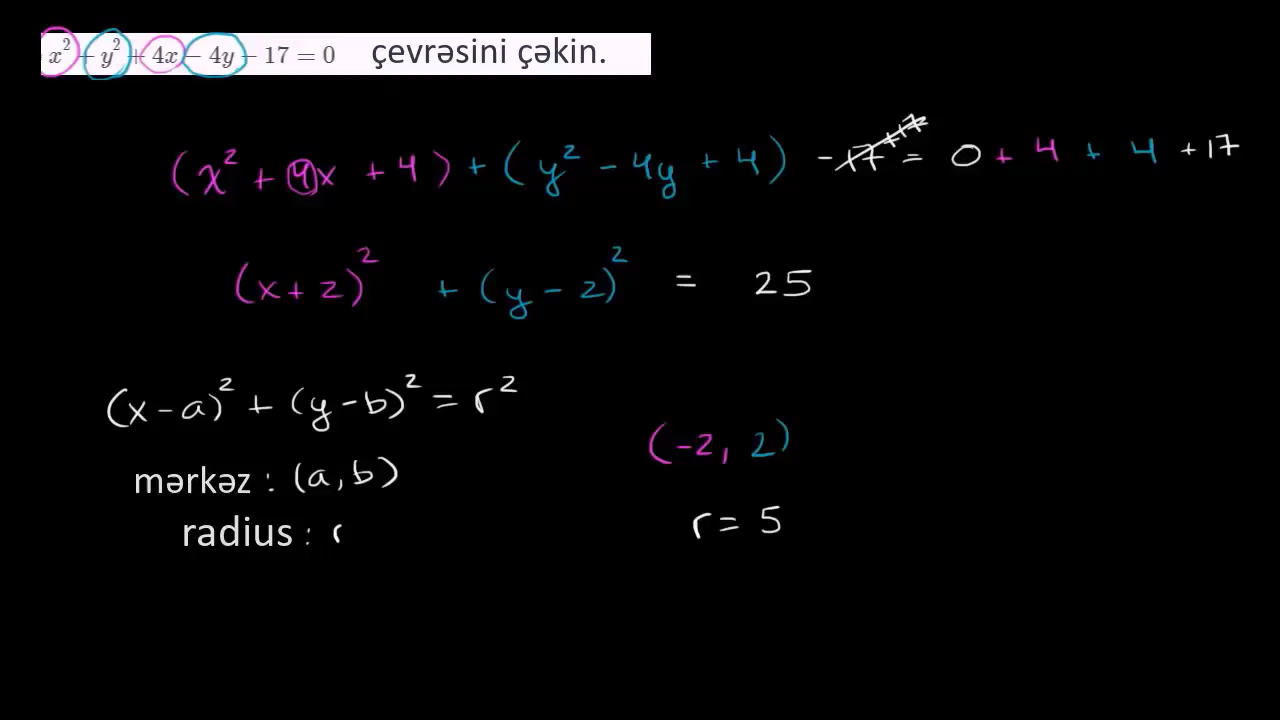 x² + y² + 4x − 4y − 17 = 0 çevrəsini çəkin.
(x² + 4x + 4) + (y² − 4y + 4) − 17 + 17 = 0 + 4 + 4 + 17
(x + 2)² + (y − 2)² = 25
(x − a)² + (y − b)² = r²
(-2, 2)
mərkəz : (a, b)
r = 5
radius : r